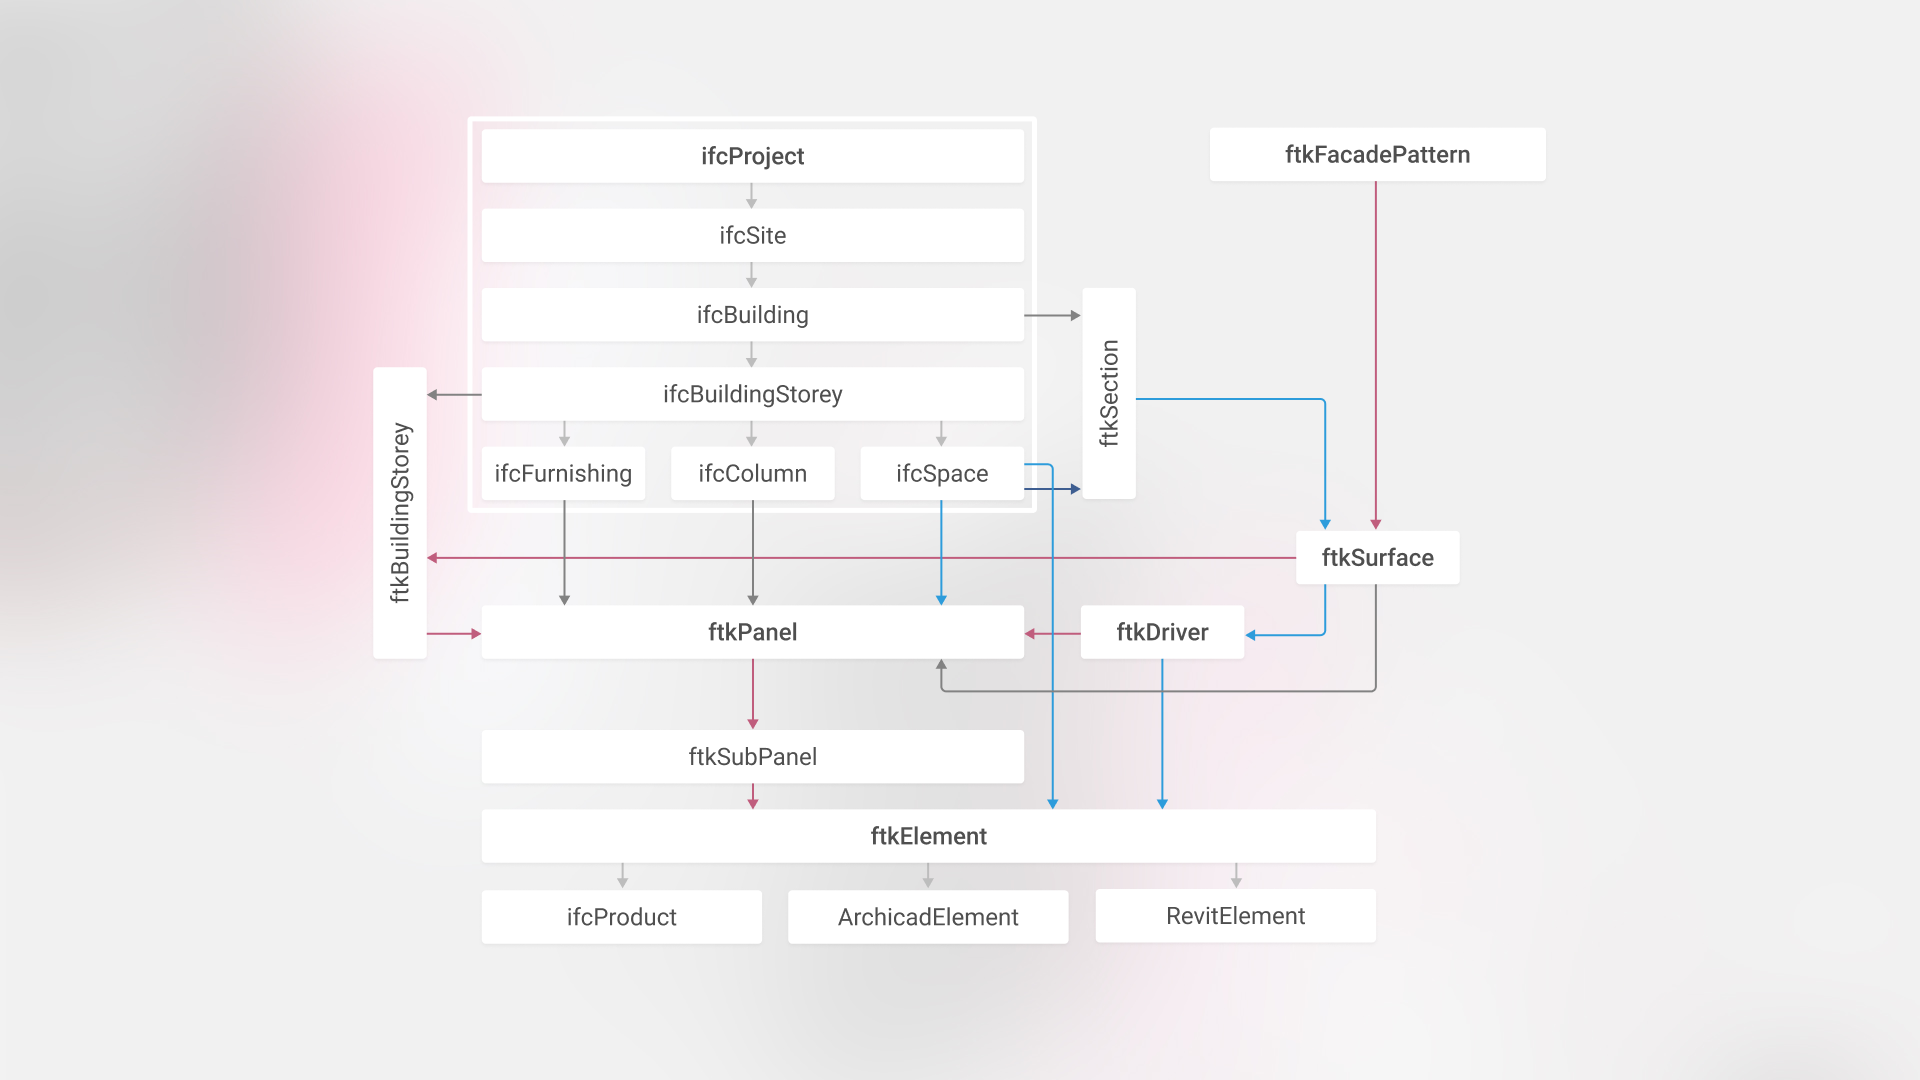 ifcProject
ftkFacadePattern
ifcSite
ifcBuilding
ftkSection
ifcBuildingStorey
ftkBuildingStorey
ifcFurnishing
ifcColumn
ifcSpace
ftkSurface
ftkPanel
ftkDriver
ftkSubPanel
ftkElement
ifcProduct
ArchicadElement
RevitElement